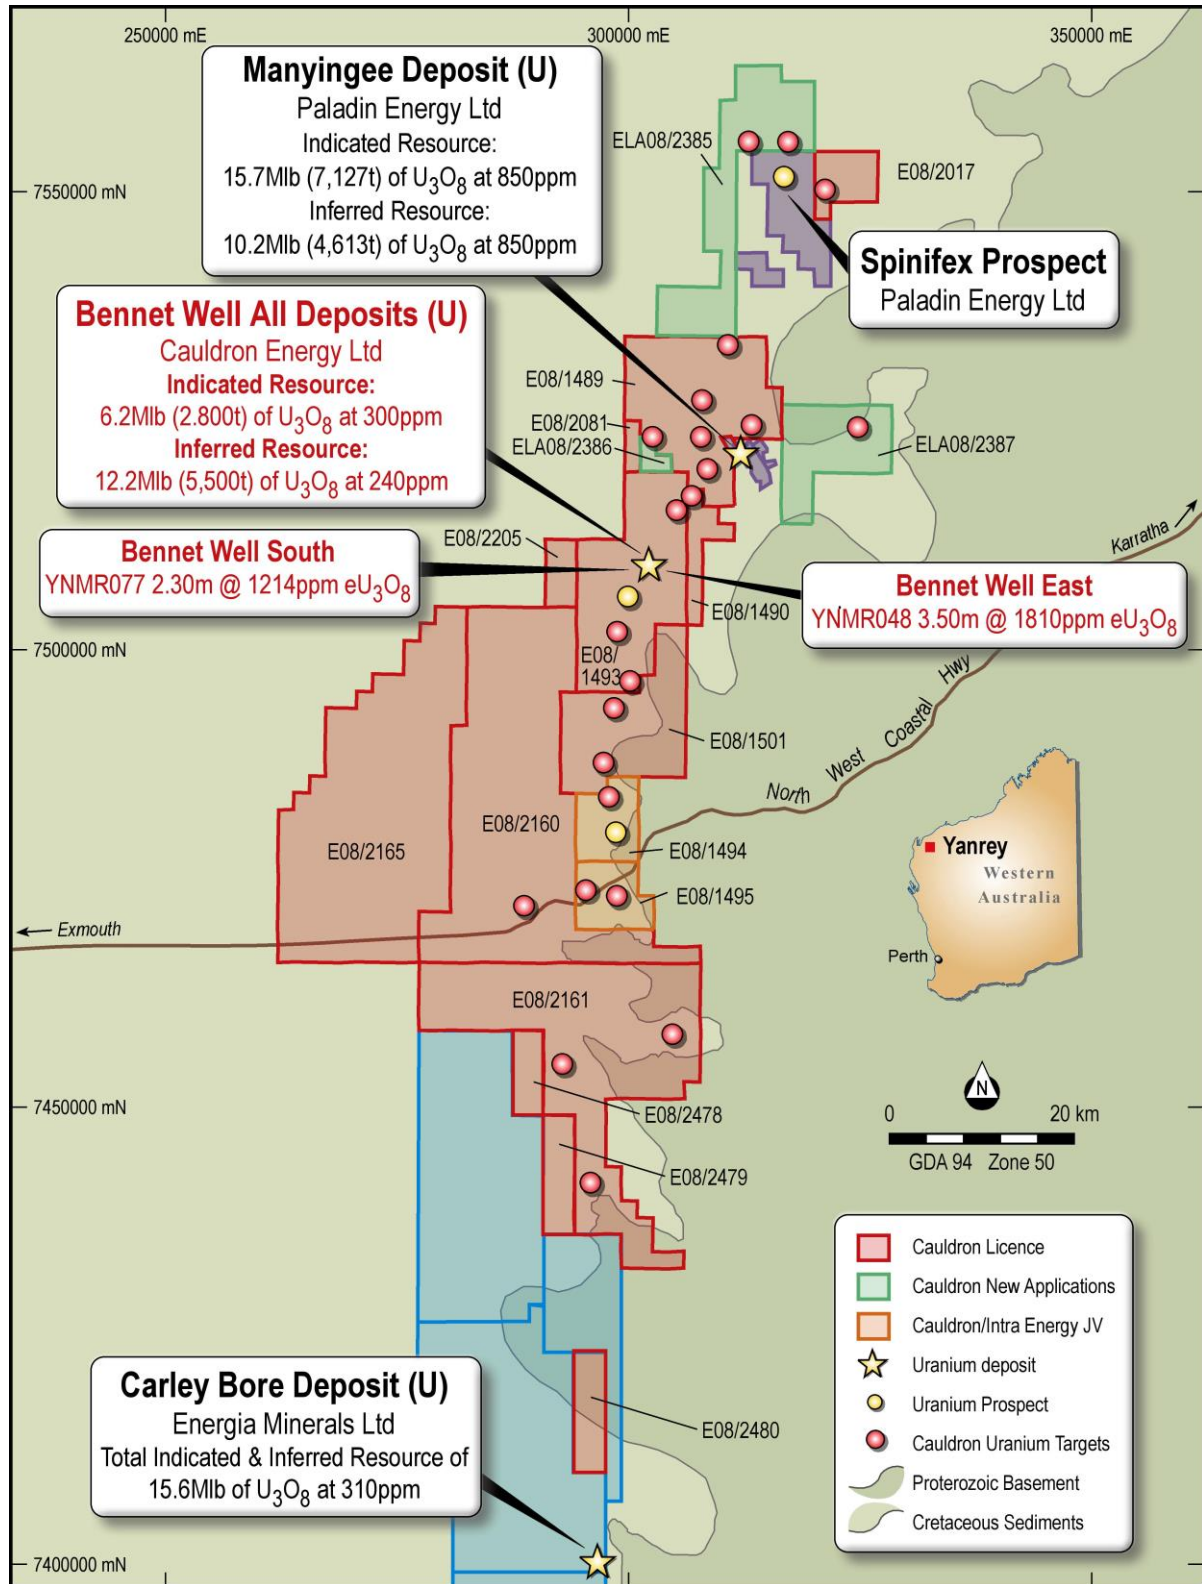 250000 mE
300000 mE
350000 mE
Manyingee Deposit (U)
Paladin Energy Ltd
Indicated Resource:
15.7Mlb (7,127t) of U₃O₈ at 850ppm
Inferred Resource:
10.2Mlb (4,613t) of U₃O₈ at 850ppm
ELA08/2385
E08/2017
7550000 mN
Spinifex Prospect
Paladin Energy Ltd
Bennet Well All Deposits (U)
Cauldron Energy Ltd
Indicated Resource:
6.2Mlb (2.800t) of U₃O₈ at 300ppm
Inferred Resource:
12.2Mlb (5,500t) of U₃O₈ at 240ppm
E08/1489
E08/2081
ELA08/2386
ELA08/2387
E08/2205
Karratha
Bennet Well South
YNMR077 2.30m @ 1214ppm eU₃O₈
Bennet Well East
YNMR048 3.50m @ 1810ppm eU₃O₈
E08/1490
7500000 mN
E08/
1493
E08/1501
North West Coastal Hwy
E08/2160
E08/2165
E08/1494
E08/1495
Yanrey
Western
Australia
Perth
Exmouth
E08/2161
N
7450000 mN
E08/2478
0 20 km
GDA 94 Zone 50
E08/2479
Cauldron Licence
Cauldron New Applications
Cauldron/Intra Energy JV
Uranium deposit
Uranium Prospect
Cauldron Uranium Targets
Proterozoic Basement
Cretaceous Sediments
Carley Bore Deposit (U)
Energia Minerals Ltd
Total Indicated & Inferred Resource of
15.6Mlb of U₃O₈ at 310ppm
E08/2480
7400000 mN